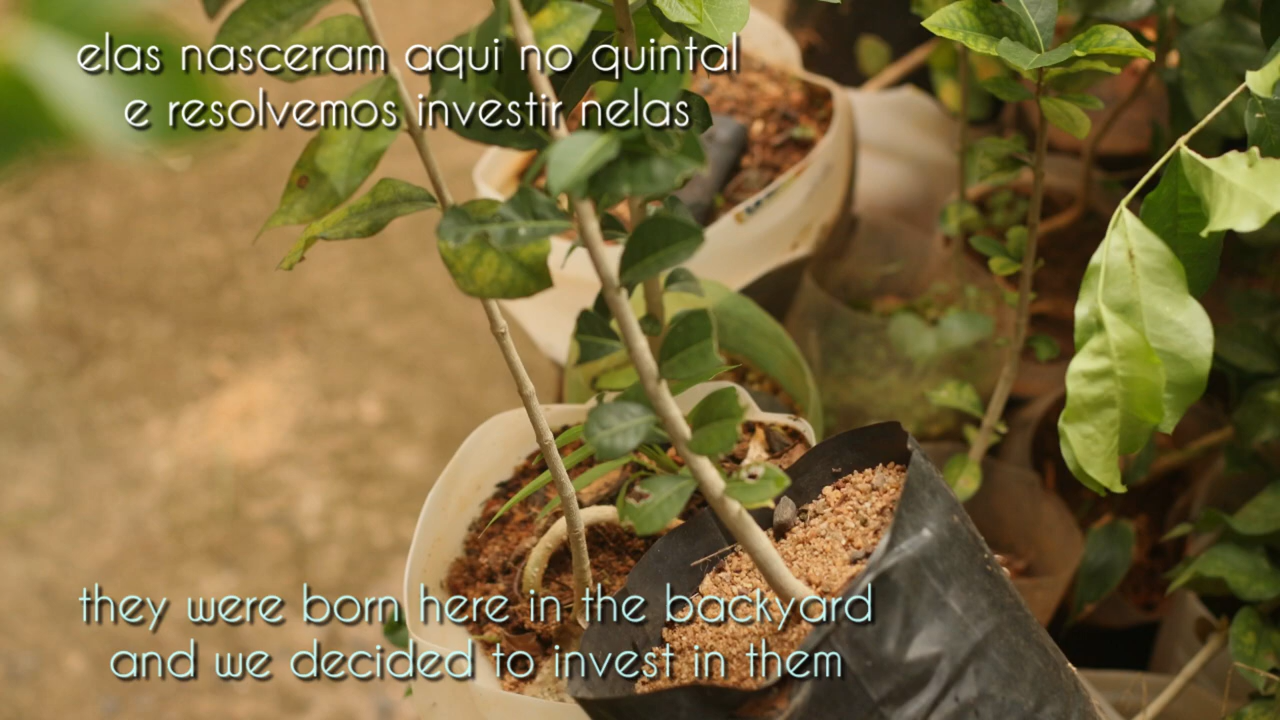 elas nasceram aqui no quintal
e resolvemos investir nelas
they were born here in the backyard
and we decided to invest in them